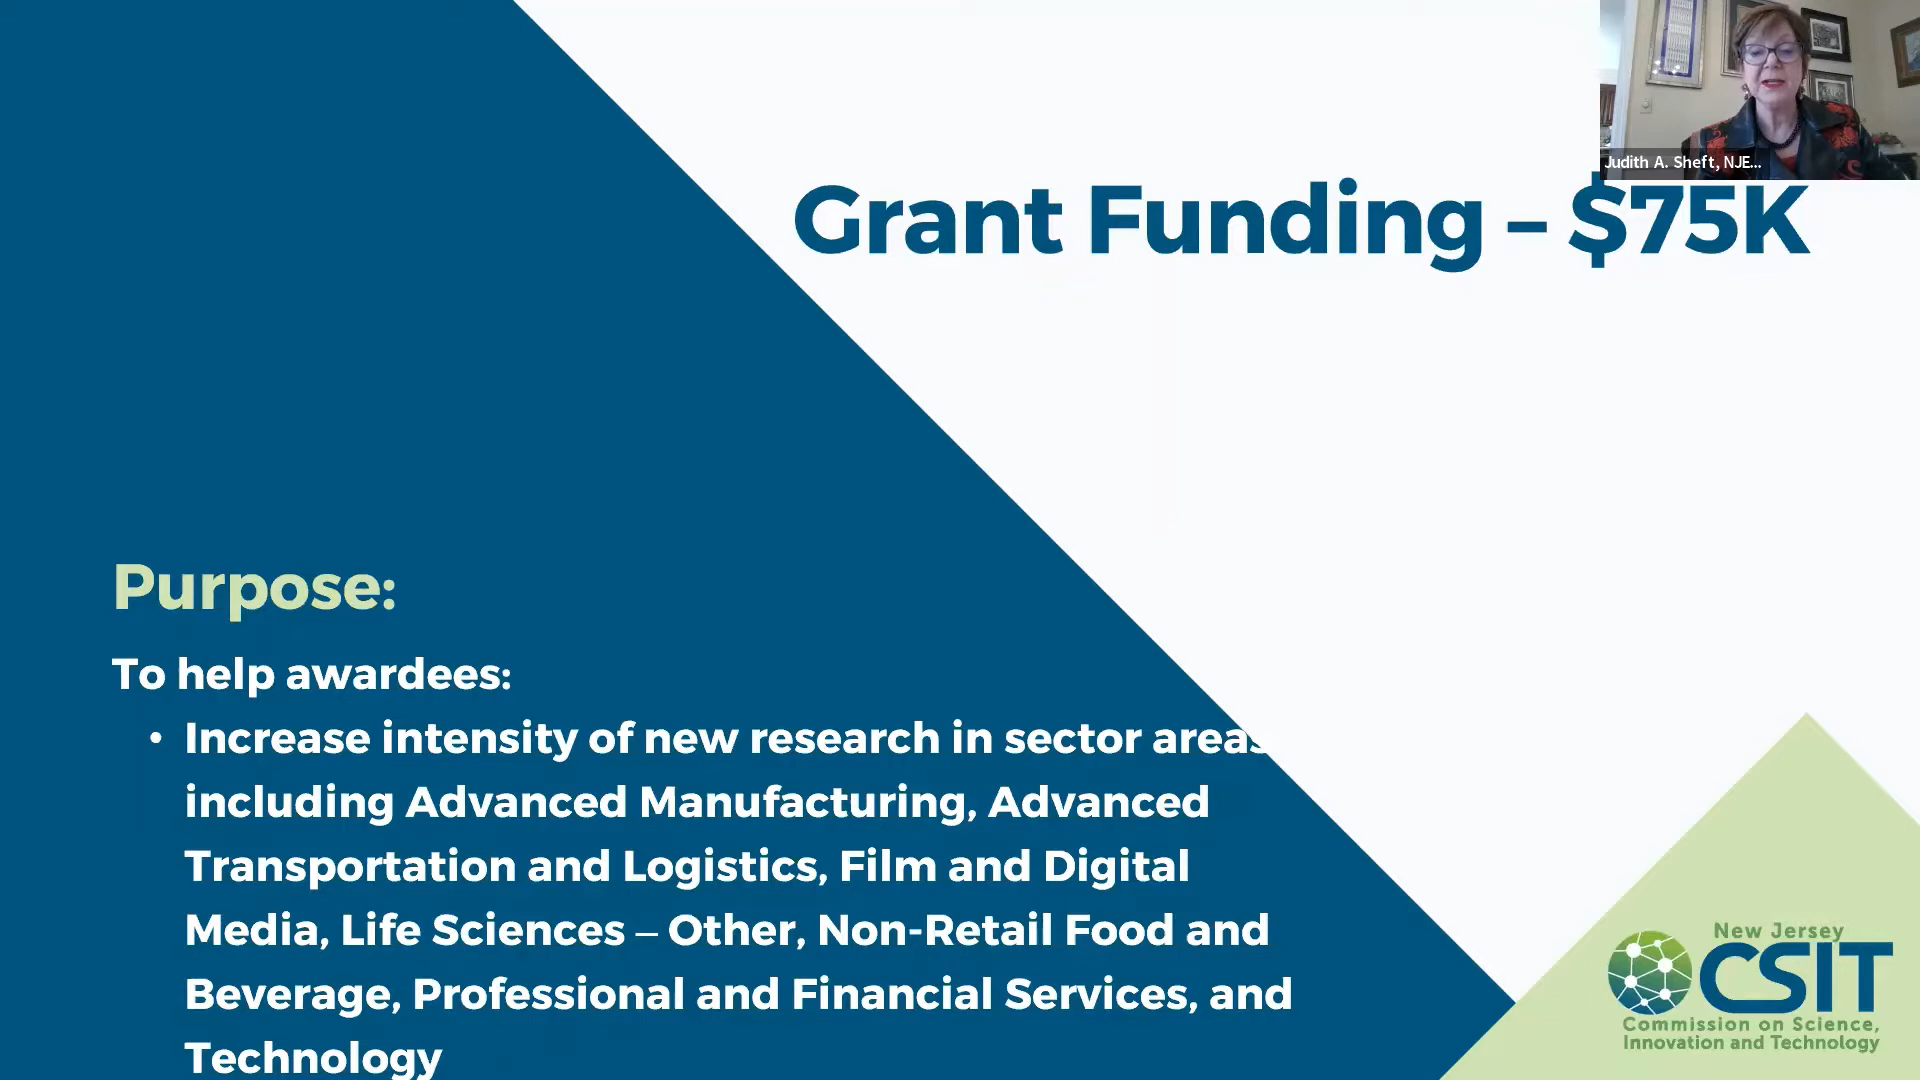 Judith A. Sheft, NJE...
Grant Funding – $75K
Purpose:
To help awardees:
• Increase intensity of new research in sector areas
including Advanced Manufacturing, Advanced
Transportation and Logistics, Film and Digital
Media, Life Sciences – Other, Non-Retail Food and
Beverage, Professional and Financial Services, and
Technology
New Jersey
CSIT
Commission on Science,
Innovation and Technology